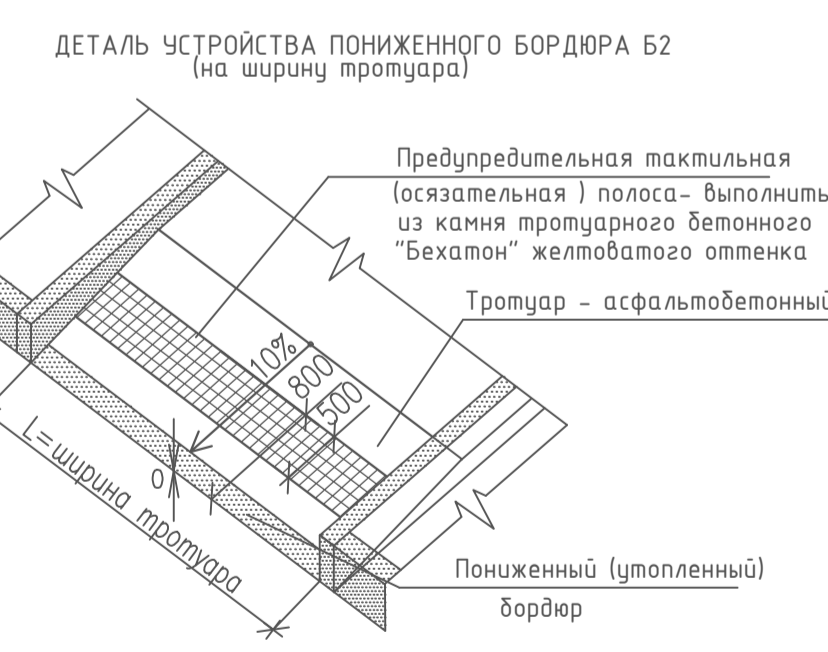 ДЕТАЛЬ УСТРОЙСТВА ПОНИЖЕННОГО БОРДЮРА Б2
(на ширину тротуара)
Предупредительная тактильная
(осязательная ) полоса- выполнить
из камня тротуарного бетонного
"Бехатон" желтоватого оттенка
Тротуар - асфальтобетонный
10%
800
500
0
L=ширина тротуара
Пониженный (утопленный)
бордюр